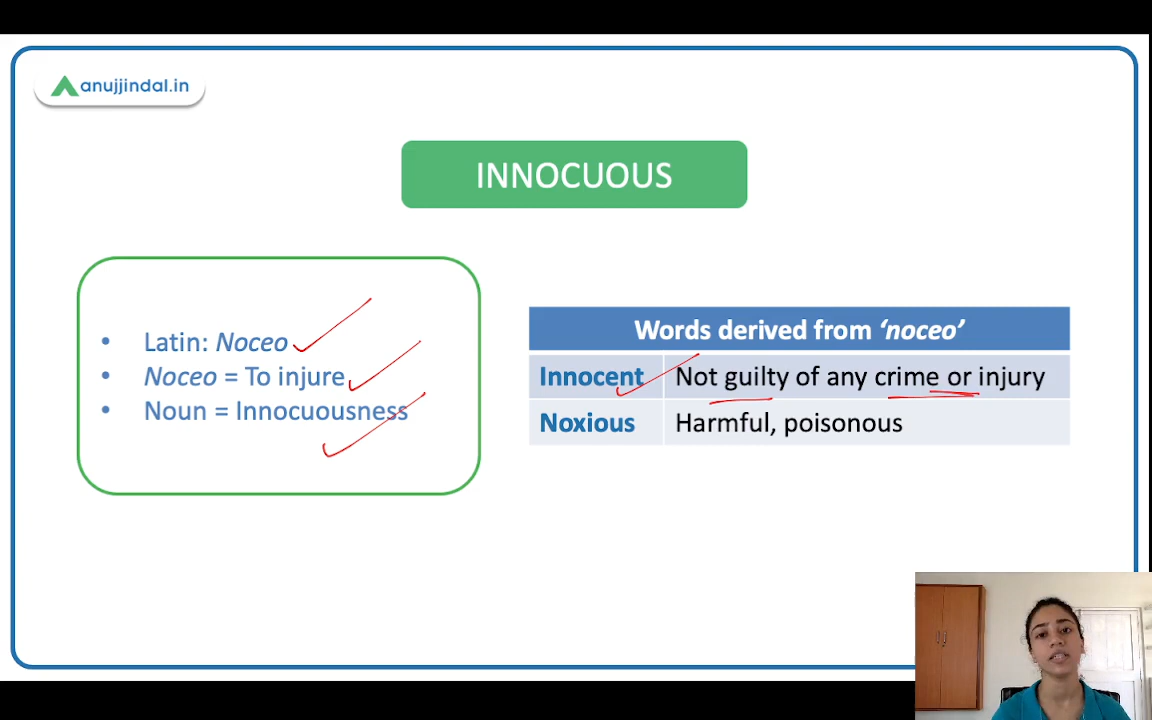 anujjindal.in
INNOCUOUS
• Latin: Noceo
• Noceo = To injure
• Noun = Innocuousness
Words derived from ‘noceo’
Innocent Not guilty of any crime or injury
Noxious Harmful, poisonous